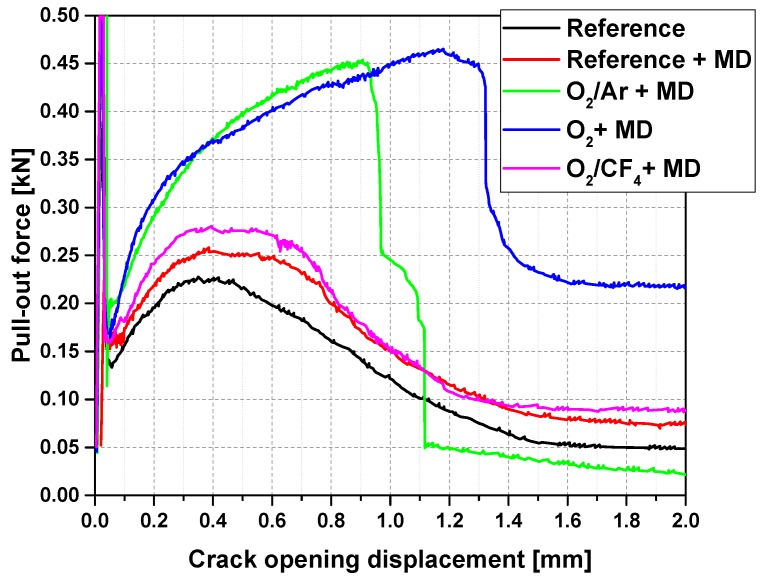 Reference
Reference + MD
O₂/Ar + MD
O₂+ MD
O₂/CF₄+ MD
0.50
0.45
0.40
0.35
0.30
0.25
0.20
0.15
0.10
0.05
0.00
Pull-out force [kN]
0.0 0.2 0.4 0.6 0.8 1.0 1.2 1.4 1.6 1.8 2.0
Crack opening displacement [mm]